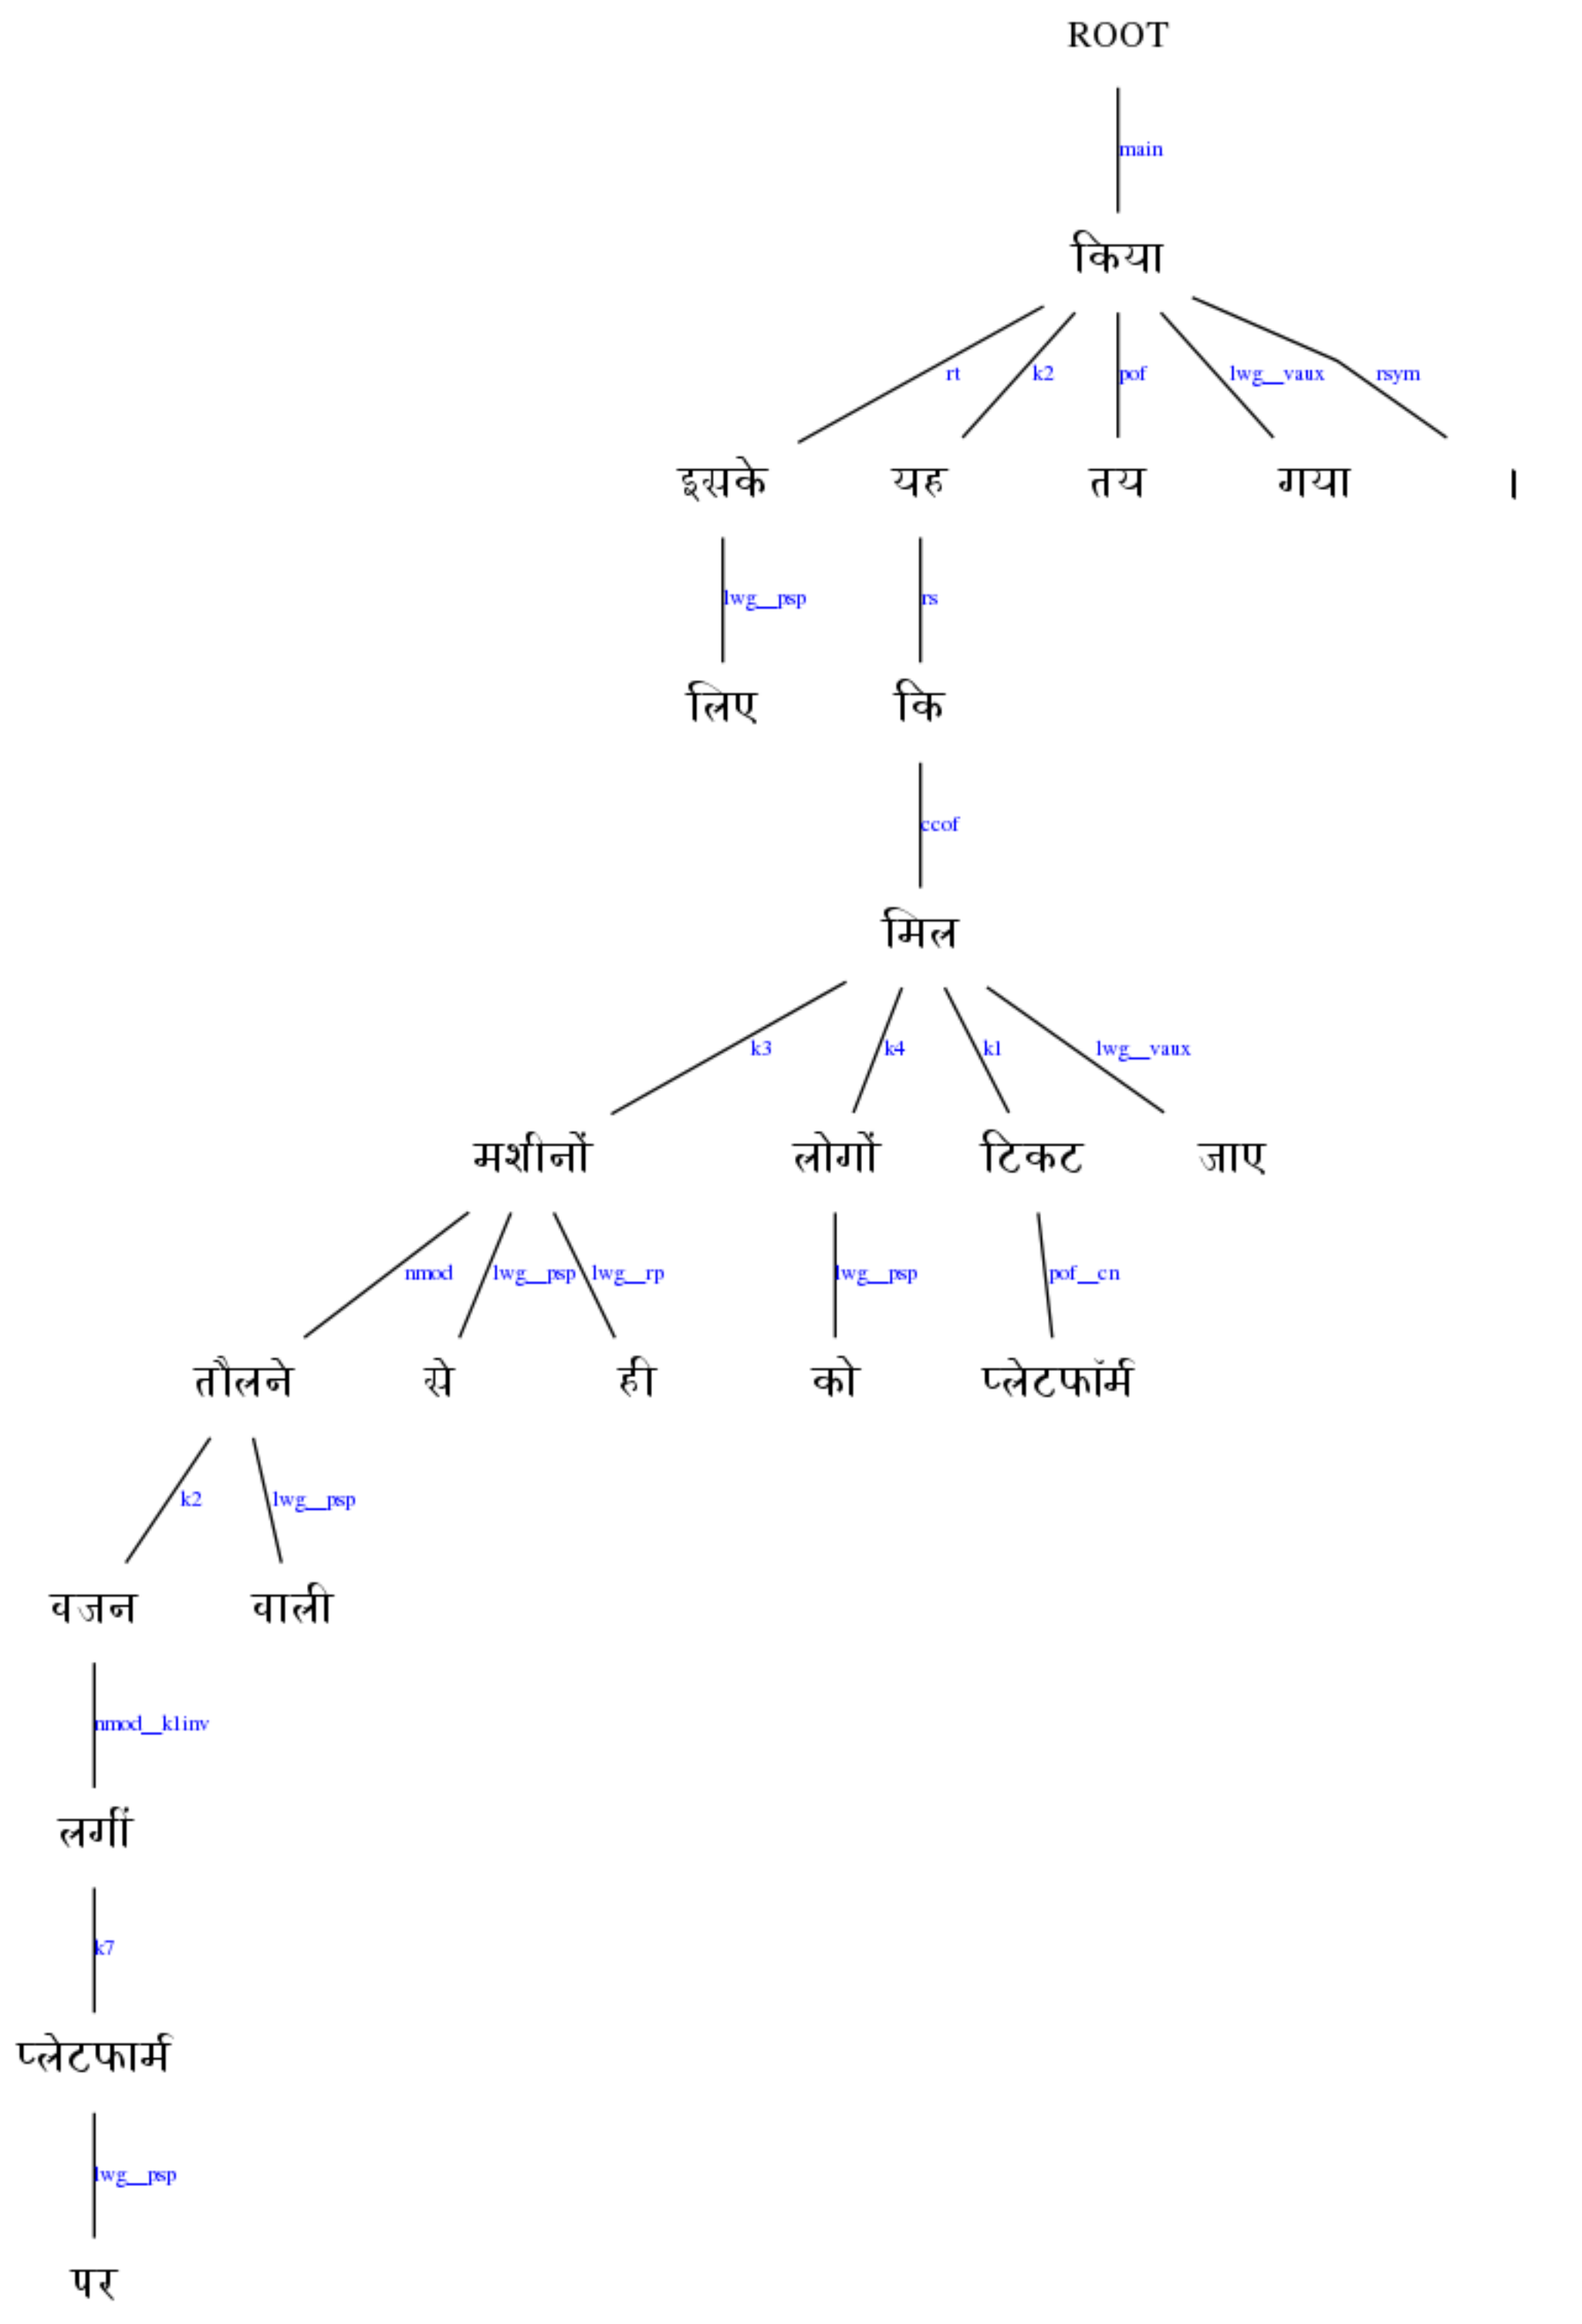 ROOT
main
किया
rt k2 pof lwg__vaux rsym
इसके यह तय गया ।
lwg__psp rs
लिए कि
ccof
मिल
k3 k4 k1 lwg__vaux
मशीनों लोगों टिकट जाए
nmod lwg__psp lwg__rp lwg__psp pof__cn
तौलने से ही को प्लेटफॉर्म
k2 lwg__psp
वजन वाली
nmod__k1inv
लगीं
k7
प्लेटफार्म
lwg__psp
पर